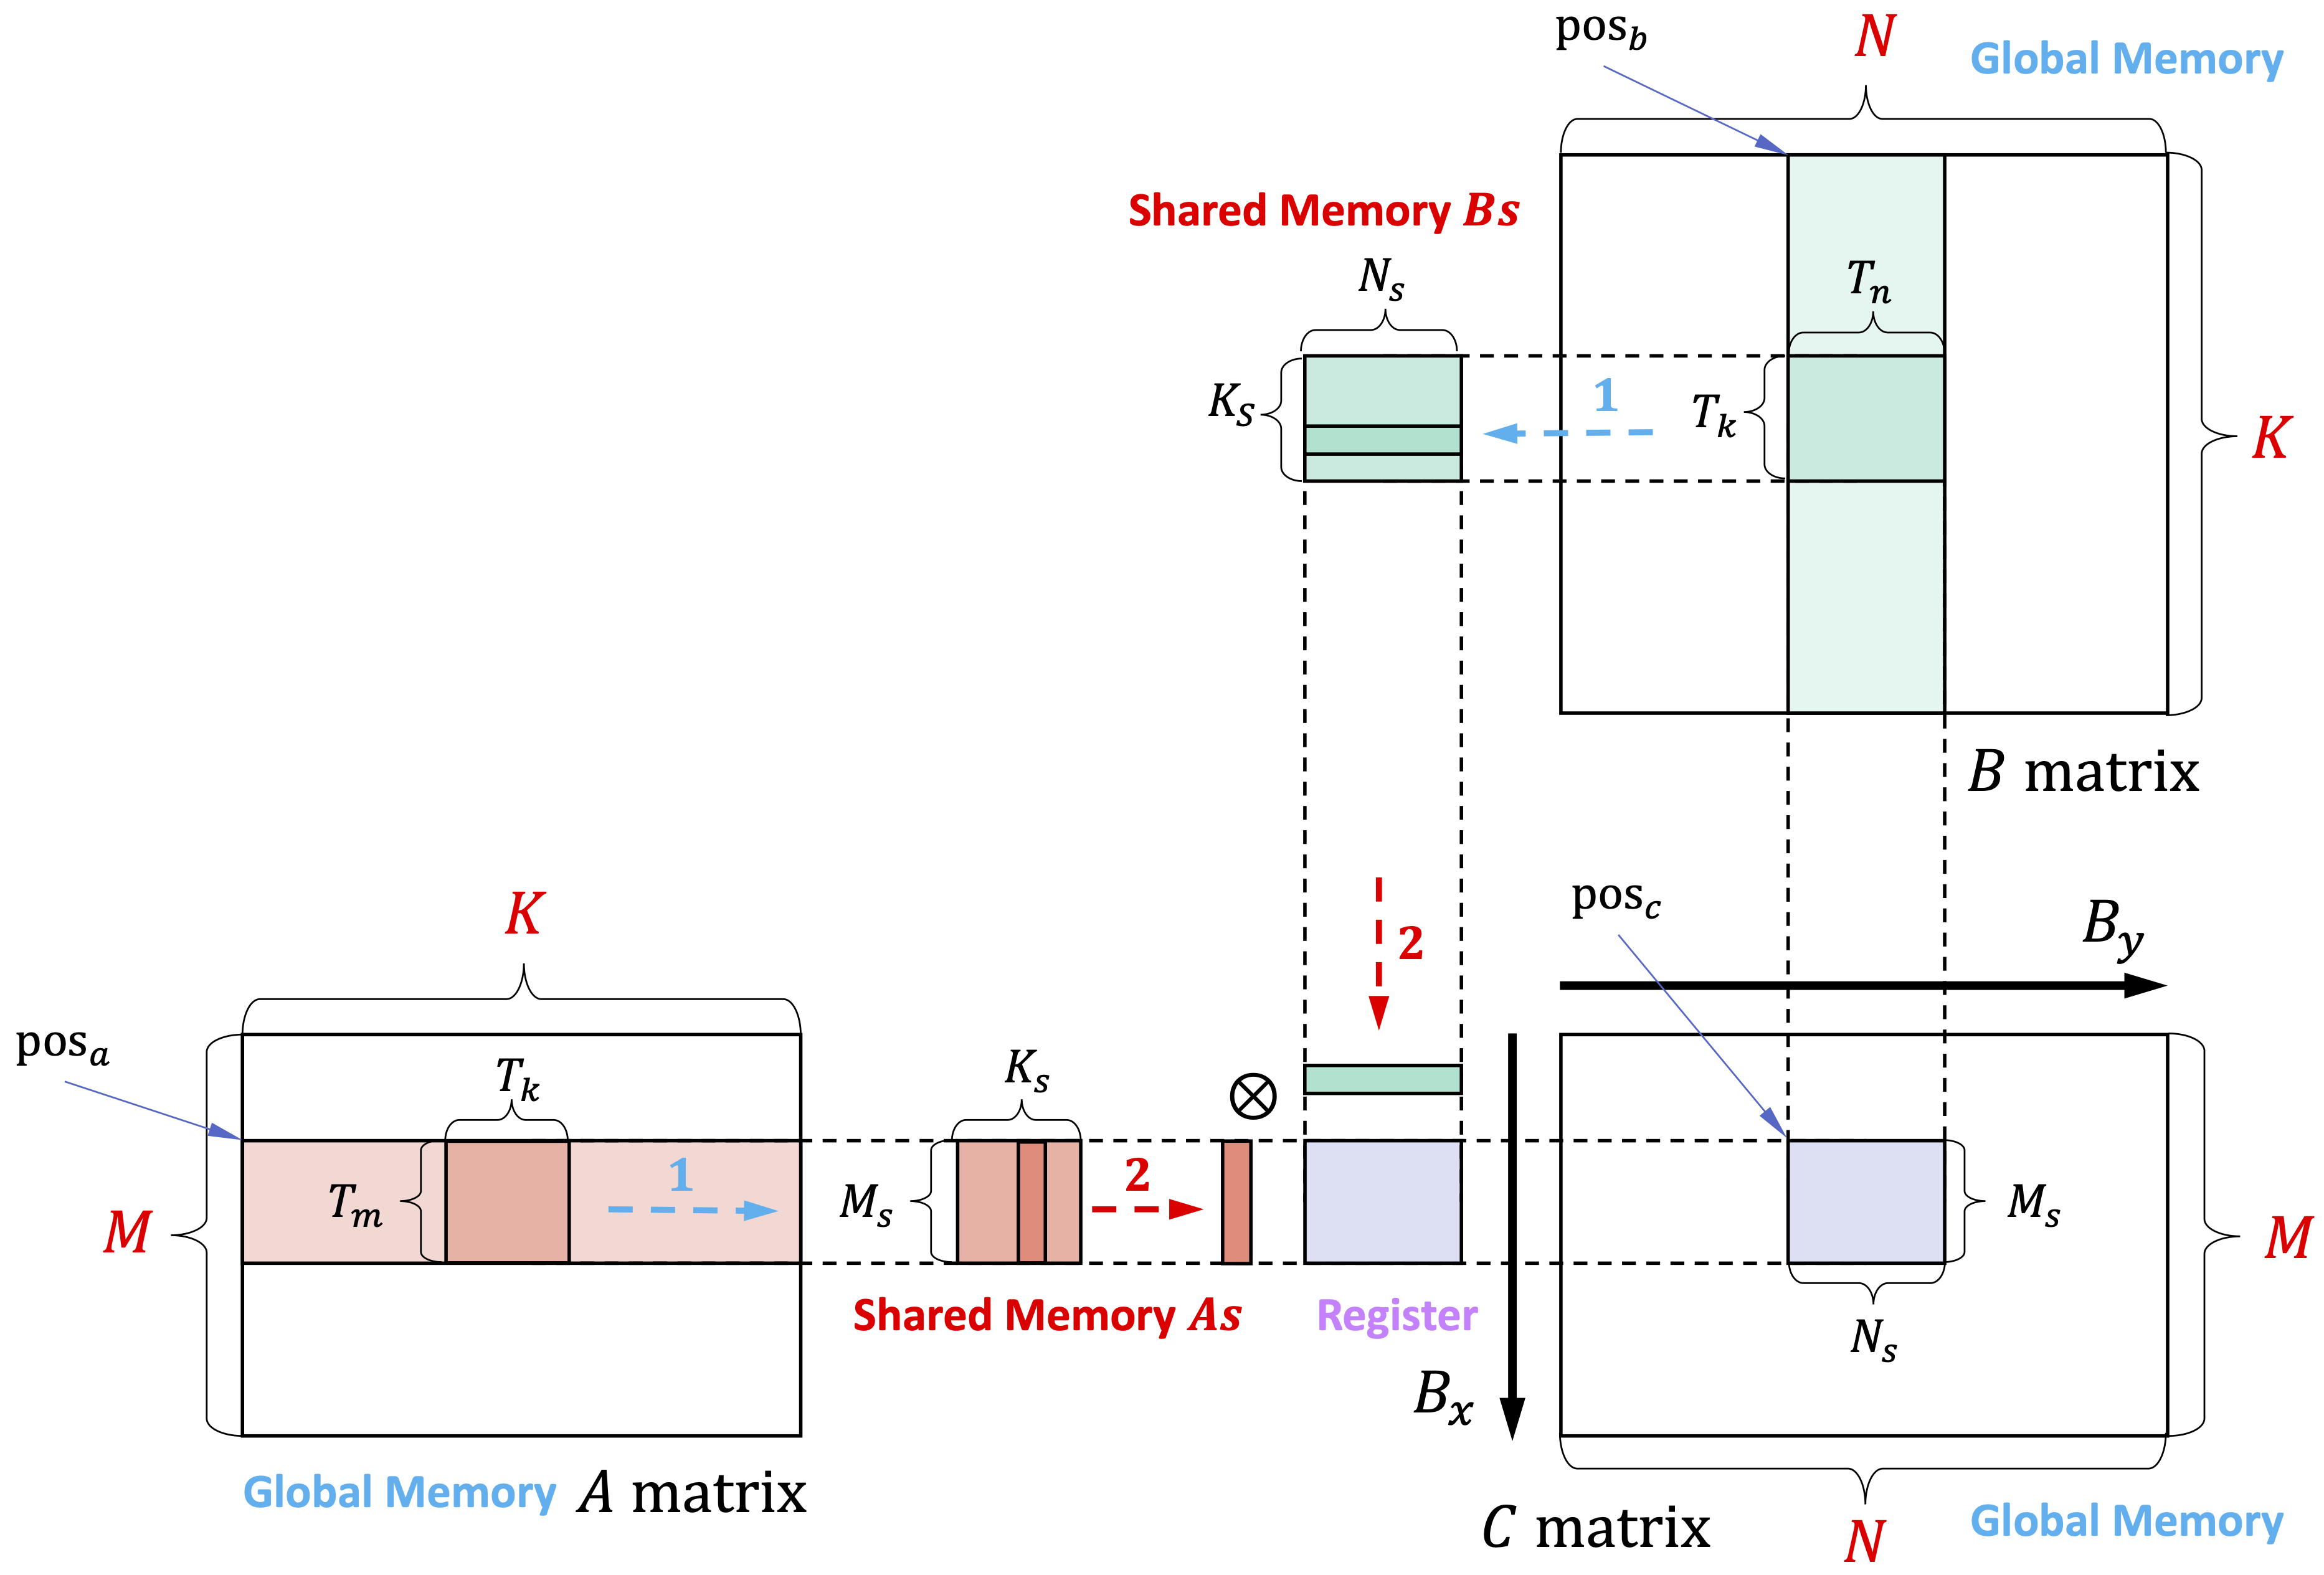 pos_b
N
Global Memory
Shared Memory Bs
N_s
T_n
K_S
1
T_k
K
B matrix
K
pos_c
B_y
2
pos_a
T_k
K_s
M
T_m
1
M_s
2
M_s
M
Shared Memory As
Register
N_s
B_x
Global Memory A matrix
C matrix
N
Global Memory